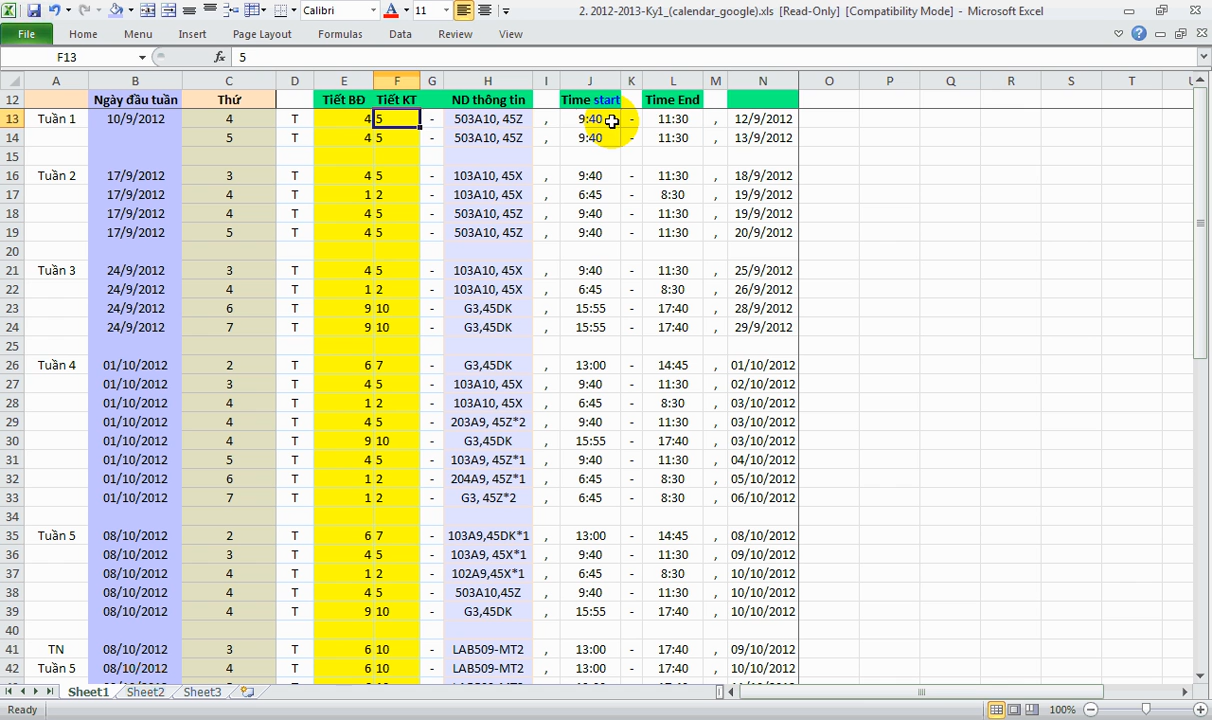 Calibri 11 2. 2012-2013-Ky1_(calendar_google).xls [Read-Only] [Compatibility Mode] - Microsoft Excel
File Home Menu Insert Page Layout Formulas Data Review View
F13 fx 5
A B C D E F G H I J K L M N O P Q R S T U
12 Ngày đầu tuần Thứ Tiết BĐ Tiết KT ND thông tin Time start Time End
13 Tuần 1 10/9/2012 4 T 4 5 - 503A10, 45Z , 9:40 - 11:30 12/9/2012
14 5 T 4 5 - 503A10, 45Z , 9:40 - 11:30 , 13/9/2012
15
16 Tuần 2 17/9/2012 3 T 4 5 - 103A10, 45X , 9:40 - 11:30 , 18/9/2012
17 17/9/2012 4 T 1 2 - 103A10, 45X , 6:45 - 8:30 , 19/9/2012
18 17/9/2012 4 T 4 5 - 503A10, 45Z , 9:40 - 11:30 , 19/9/2012
19 17/9/2012 5 T 4 5 - 503A10, 45Z , 9:40 - 11:30 , 20/9/2012
20
21 Tuần 3 24/9/2012 3 T 4 5 - 103A10, 45X , 9:40 - 11:30 , 25/9/2012
22 24/9/2012 4 T 1 2 - 103A10, 45X , 6:45 - 8:30 , 26/9/2012
23 24/9/2012 6 T 9 10 - G3,45DK , 15:55 - 17:40 , 28/9/2012
24 24/9/2012 7 T 9 10 - G3,45DK , 15:55 - 17:40 , 29/9/2012
25
26 Tuần 4 01/10/2012 2 T 6 7 - G3,45DK , 13:00 - 14:45 , 01/10/2012
27 01/10/2012 3 T 4 5 - 103A10, 45X , 9:40 - 11:30 , 02/10/2012
28 01/10/2012 4 T 1 2 - 103A10, 45X , 6:45 - 8:30 , 03/10/2012
29 01/10/2012 4 T 4 5 - 203A9, 45Z*2 , 9:40 - 11:30 , 03/10/2012
30 01/10/2012 4 T 9 10 - G3,45DK , 15:55 - 17:40 , 03/10/2012
31 01/10/2012 5 T 4 5 - 103A9, 45Z*1 , 9:40 - 11:30 , 04/10/2012
32 01/10/2012 6 T 1 2 - 204A9, 45Z*1 , 6:45 - 8:30 , 05/10/2012
33 01/10/2012 7 T 1 2 - G3, 45Z*2 , 6:45 - 8:30 , 06/10/2012
34
35 Tuần 5 08/10/2012 2 T 6 7 - 103A9,45DK*1 , 13:00 - 14:45 , 08/10/2012
36 08/10/2012 3 T 4 5 - 103A9, 45X*1 , 9:40 - 11:30 , 09/10/2012
37 08/10/2012 4 T 1 2 - 102A9,45X*1 , 6:45 - 8:30 , 10/10/2012
38 08/10/2012 4 T 4 5 - 503A10,45Z , 9:40 - 11:30 , 10/10/2012
39 08/10/2012 4 T 9 10 - G3,45DK , 15:55 - 17:40 , 10/10/2012
40
41 TN 08/10/2012 3 T 6 10 - LAB509-MT2 , 13:00 - 17:40 , 09/10/2012
42 Tuần 5 08/10/2012 4 T 6 10 - LAB509-MT2 , 13:00 - 17:40 , 10/10/2012
Sheet1 Sheet2 Sheet3
Ready 100%